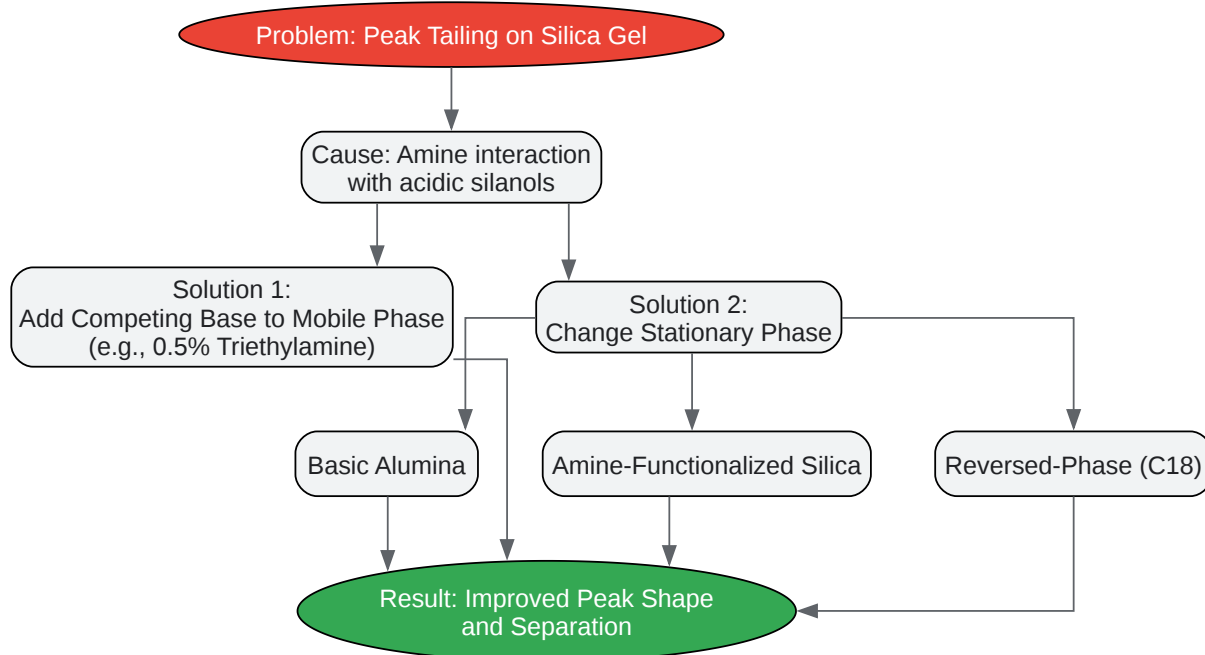 Problem: Peak Tailing on Silica Gel
Cause: Amine interaction
with acidic silanols
Solution 1:
Add Competing Base to Mobile Phase
(e.g., 0.5% Triethylamine)
Solution 2:
Change Stationary Phase
Basic Alumina
Amine-Functionalized Silica
Reversed-Phase (C18)
Result: Improved Peak Shape
and Separation